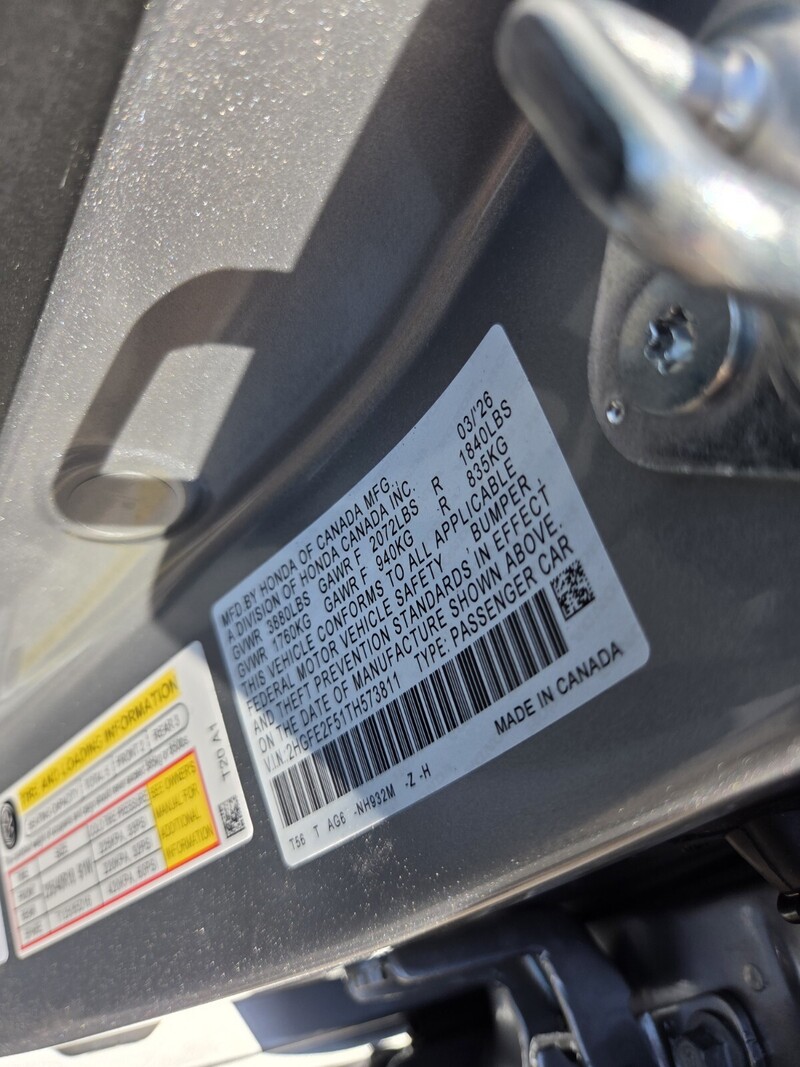 MFD.BY HONDA OF CANADA MFG., 03/'26
A DIVISION OF HONDA CANADA INC.
GVWR 3880LBS GAWR F 2072LBS R 1840LBS
GVWR 1760KG GAWR F 940KG R 835KG
THIS VEHICLE CONFORMS TO ALL APPLICABLE
FEDERAL MOTOR VEHICLE SAFETY, BUMPER,
AND THEFT PREVENTION STANDARDS IN EFFECT
ON THE DATE OF MANUFACTURE SHOWN ABOVE.
V.I.N: 2HGFE2F51TH573811 TYPE: PASSENGER CAR
MADE IN CANADA
T56 T AG6 -NH932M -Z -H
TIRE AND LOADING INFORMATION
T20 A1
SEE OWNER'S
MANUAL FOR
ADDITIONAL
INFORMATION